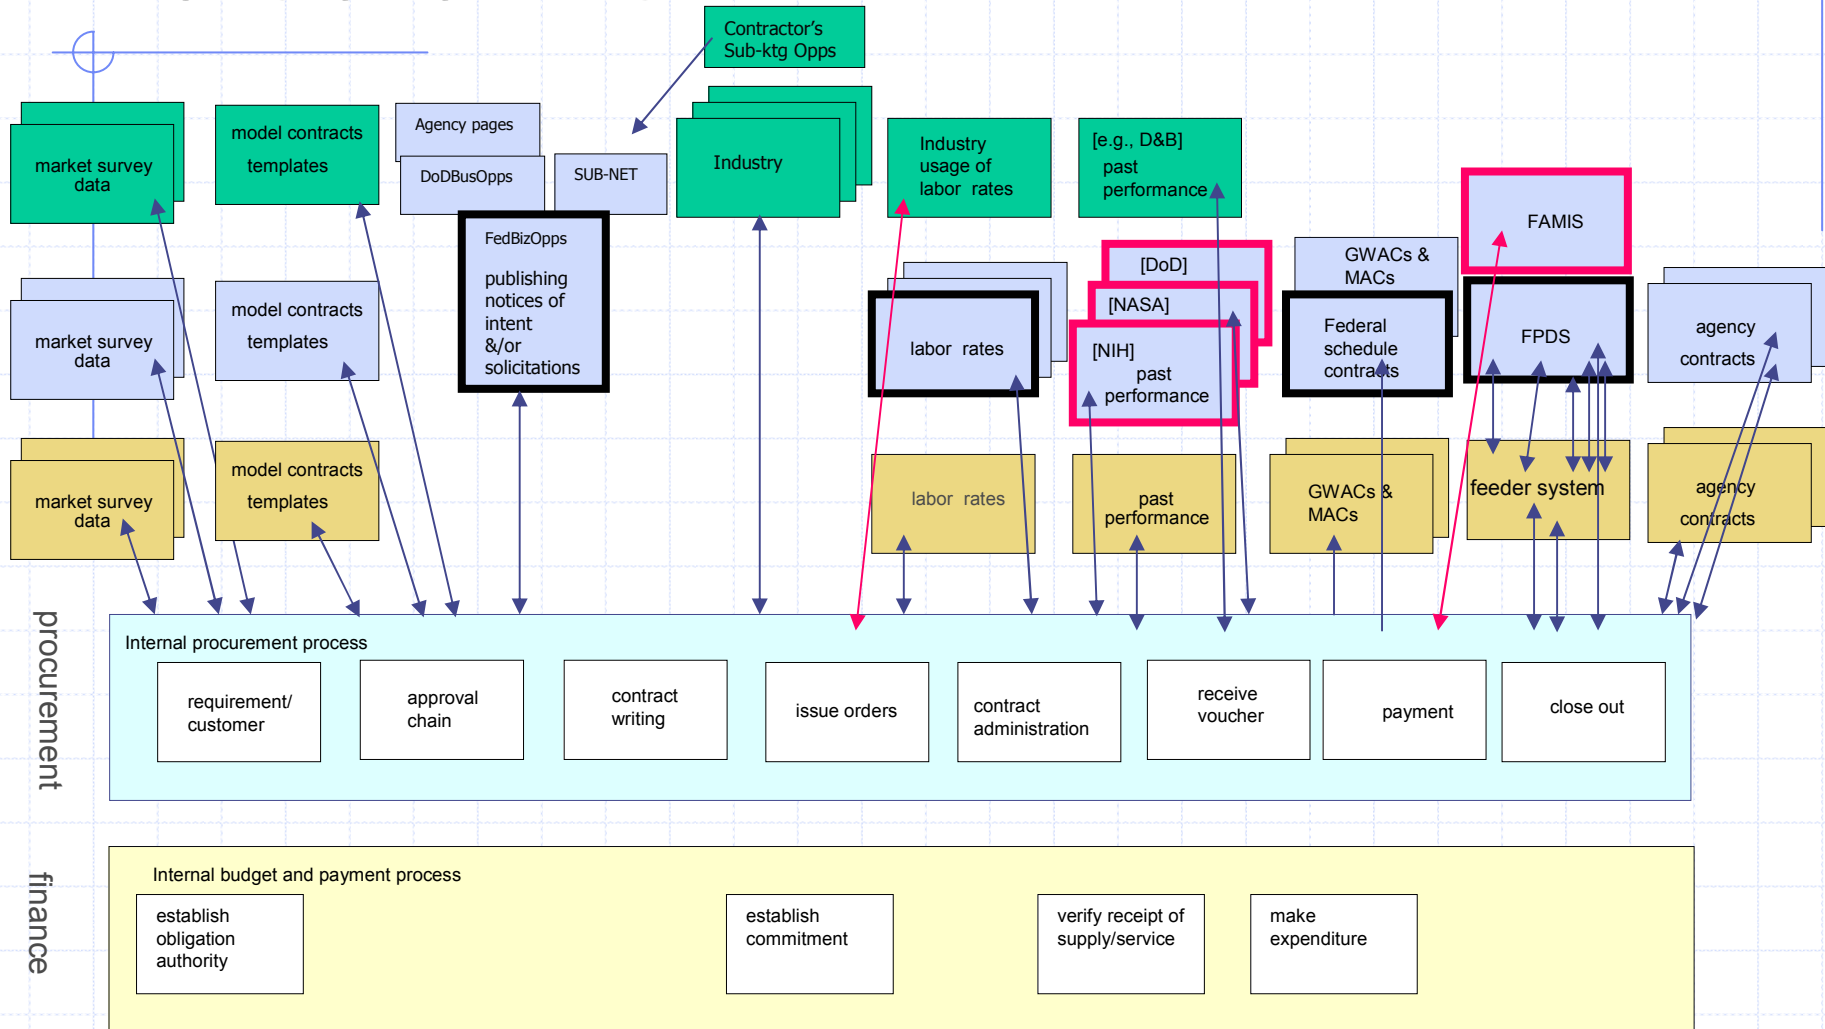 Contractor's
Sub-ktg Opps
market survey
data
model contracts
templates
Agency pages
DoDBusOpps
SUB-NET
Industry
Industry
usage of
labor rates
[e.g., D&B]
past
performance
FAMIS
market survey
data
model contracts
templates
FedBizOpps
publishing
notices of
intent
&/or
solicitations
labor rates
[DoD]
[NASA]
[NIH]
past
performance
GWACs &
MACs
Federal
schedule
contracts
FPDS
agency
contracts
market survey
data
model contracts
templates
labor rates
past
performance
GWACs &
MACs
feeder system
agency
contracts
procurement
Internal procurement process
requirement/
customer
approval
chain
contract
writing
issue orders
contract
administration
receive
voucher
payment
close out
finance
Internal budget and payment process
establish
obligation
authority
establish
commitment
verify receipt of
supply/service
make
expenditure